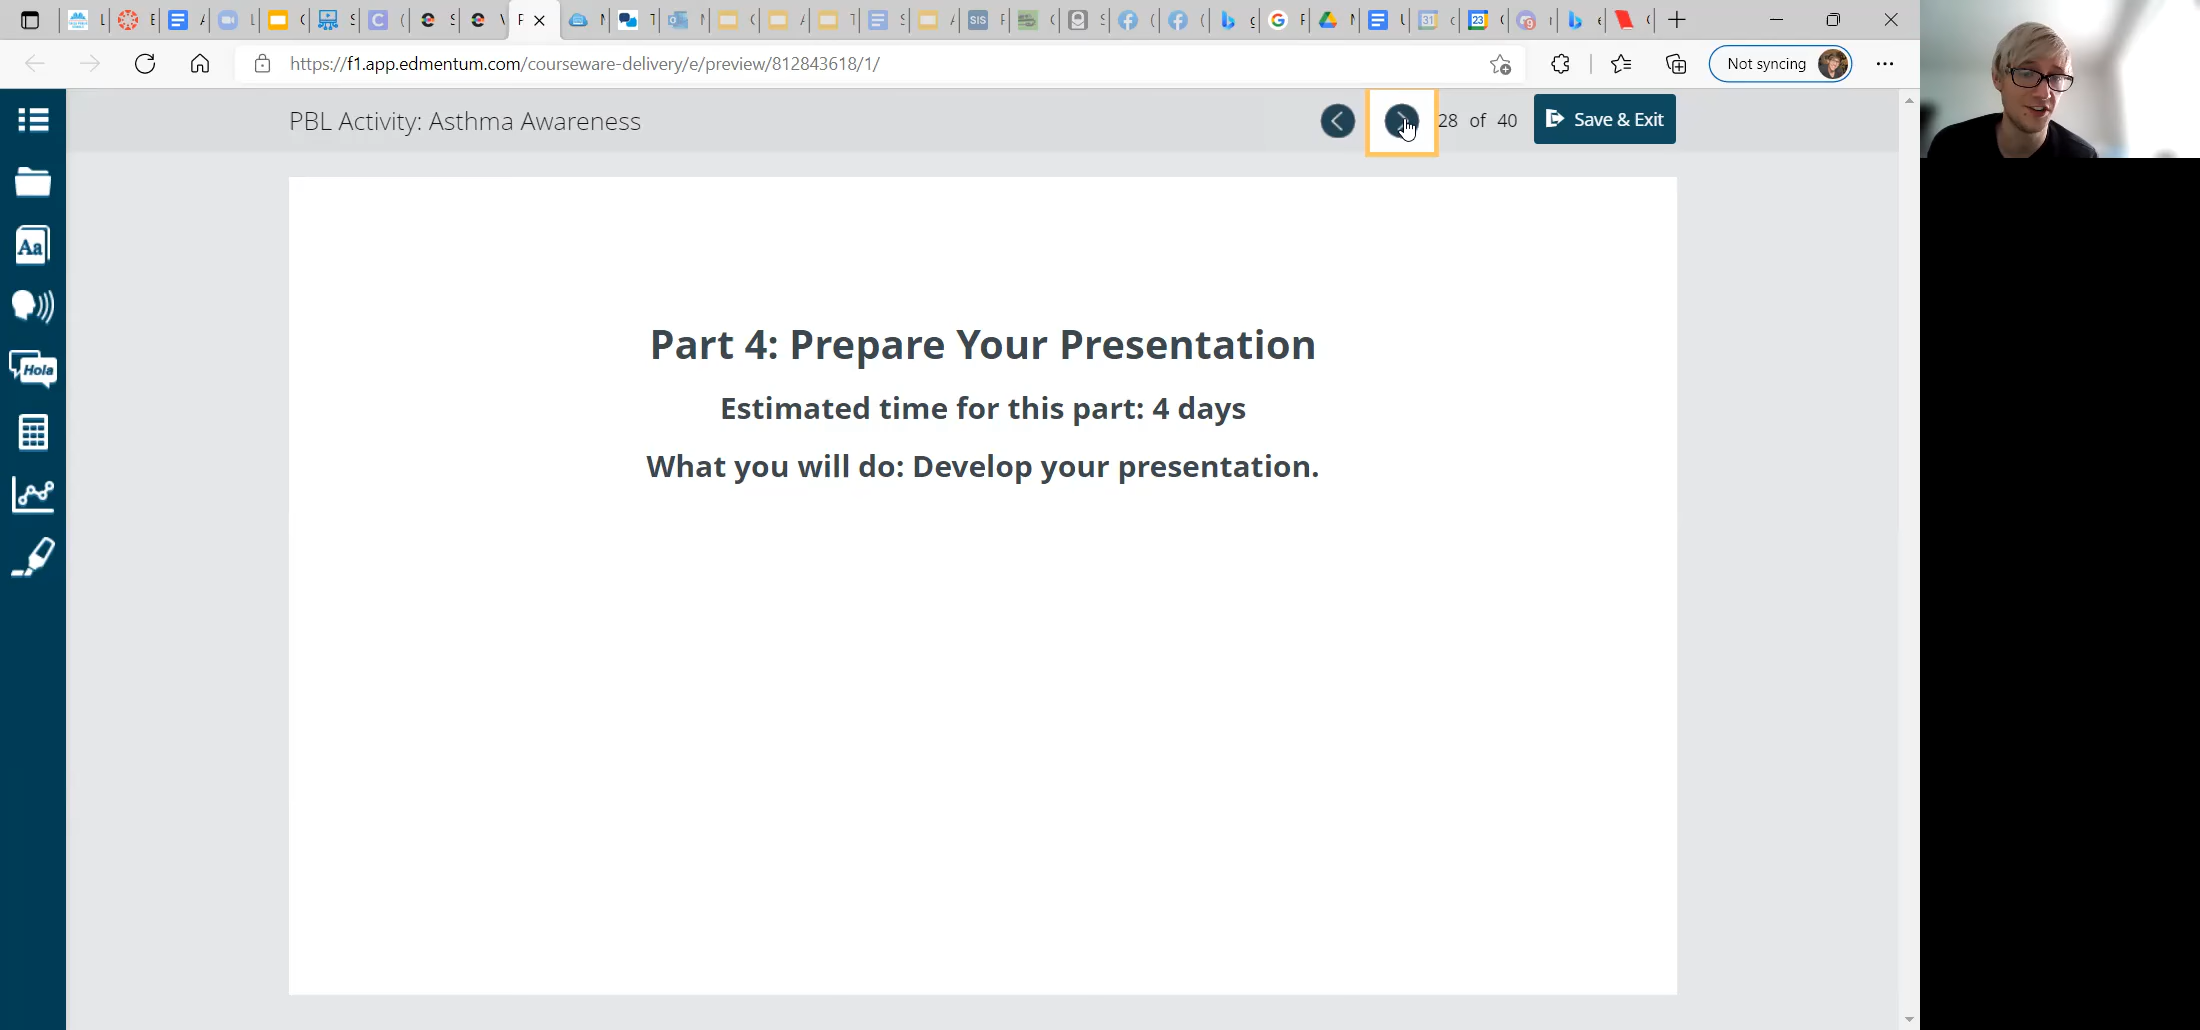 Not syncing
https://f1.app.edmentum.com/courseware-delivery/e/preview/812843618/1/
PBL Activity: Asthma Awareness
28 of 40
Save & Exit
Aa
Hola
Part 4: Prepare Your Presentation
Estimated time for this part: 4 days
What you will do: Develop your presentation.